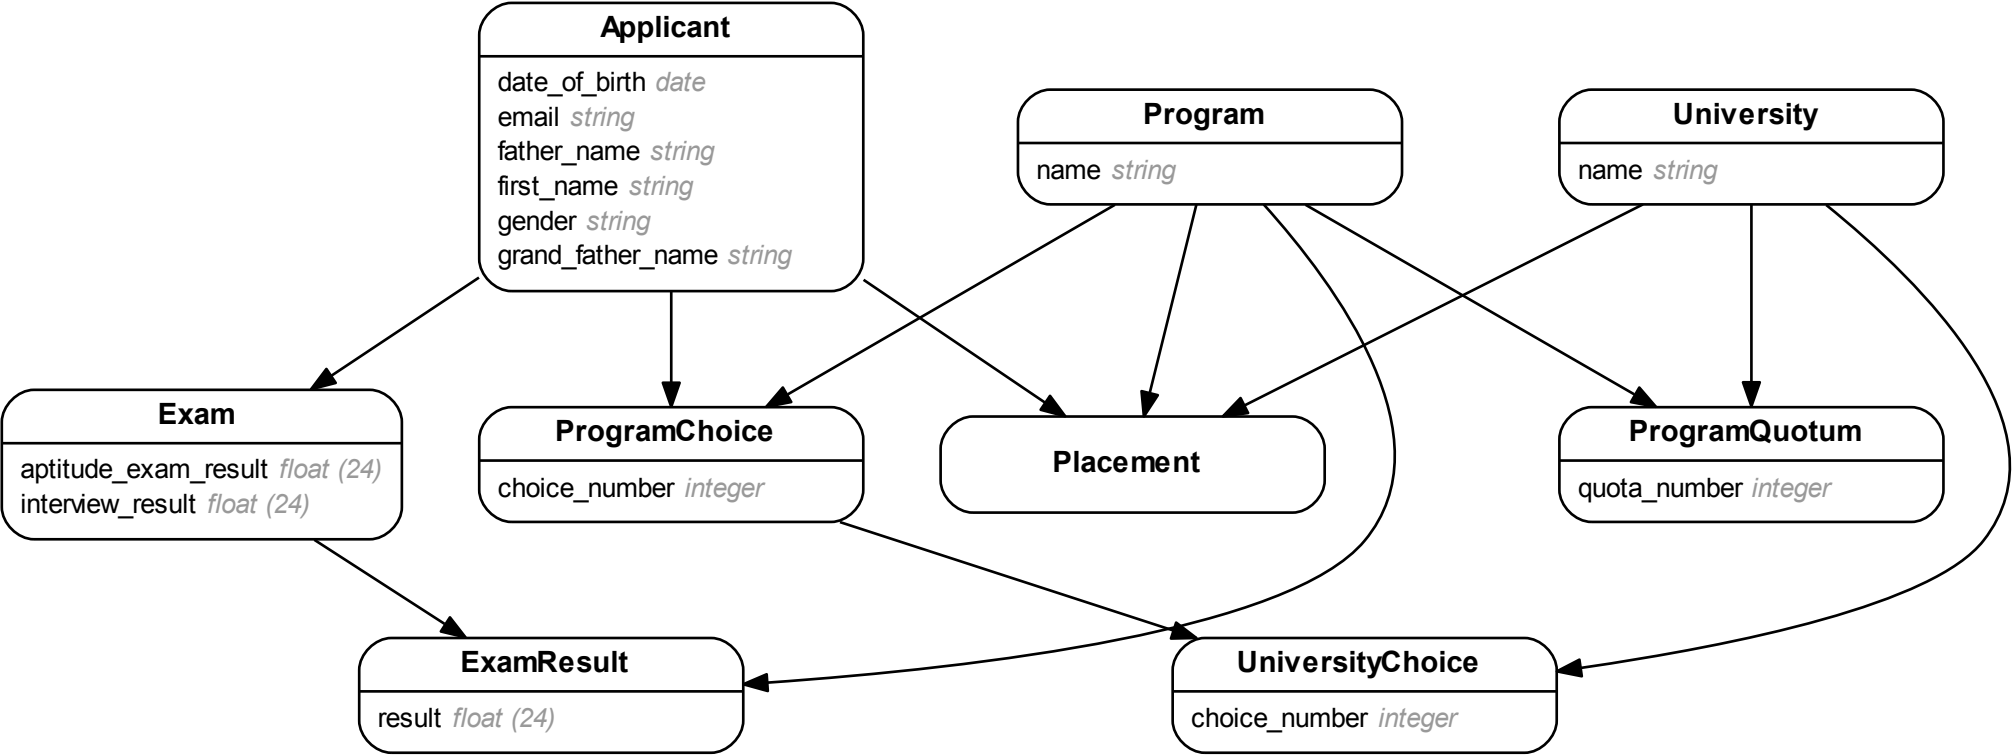 Applicant
date_of_birth date
email string
father_name string
first_name string
gender string
grand_father_name string
Program
name string
University
name string
Exam
aptitude_exam_result float (24)
interview_result float (24)
ProgramChoice
choice_number integer
Placement
ProgramQuotum
quota_number integer
ExamResult
result float (24)
UniversityChoice
choice_number integer